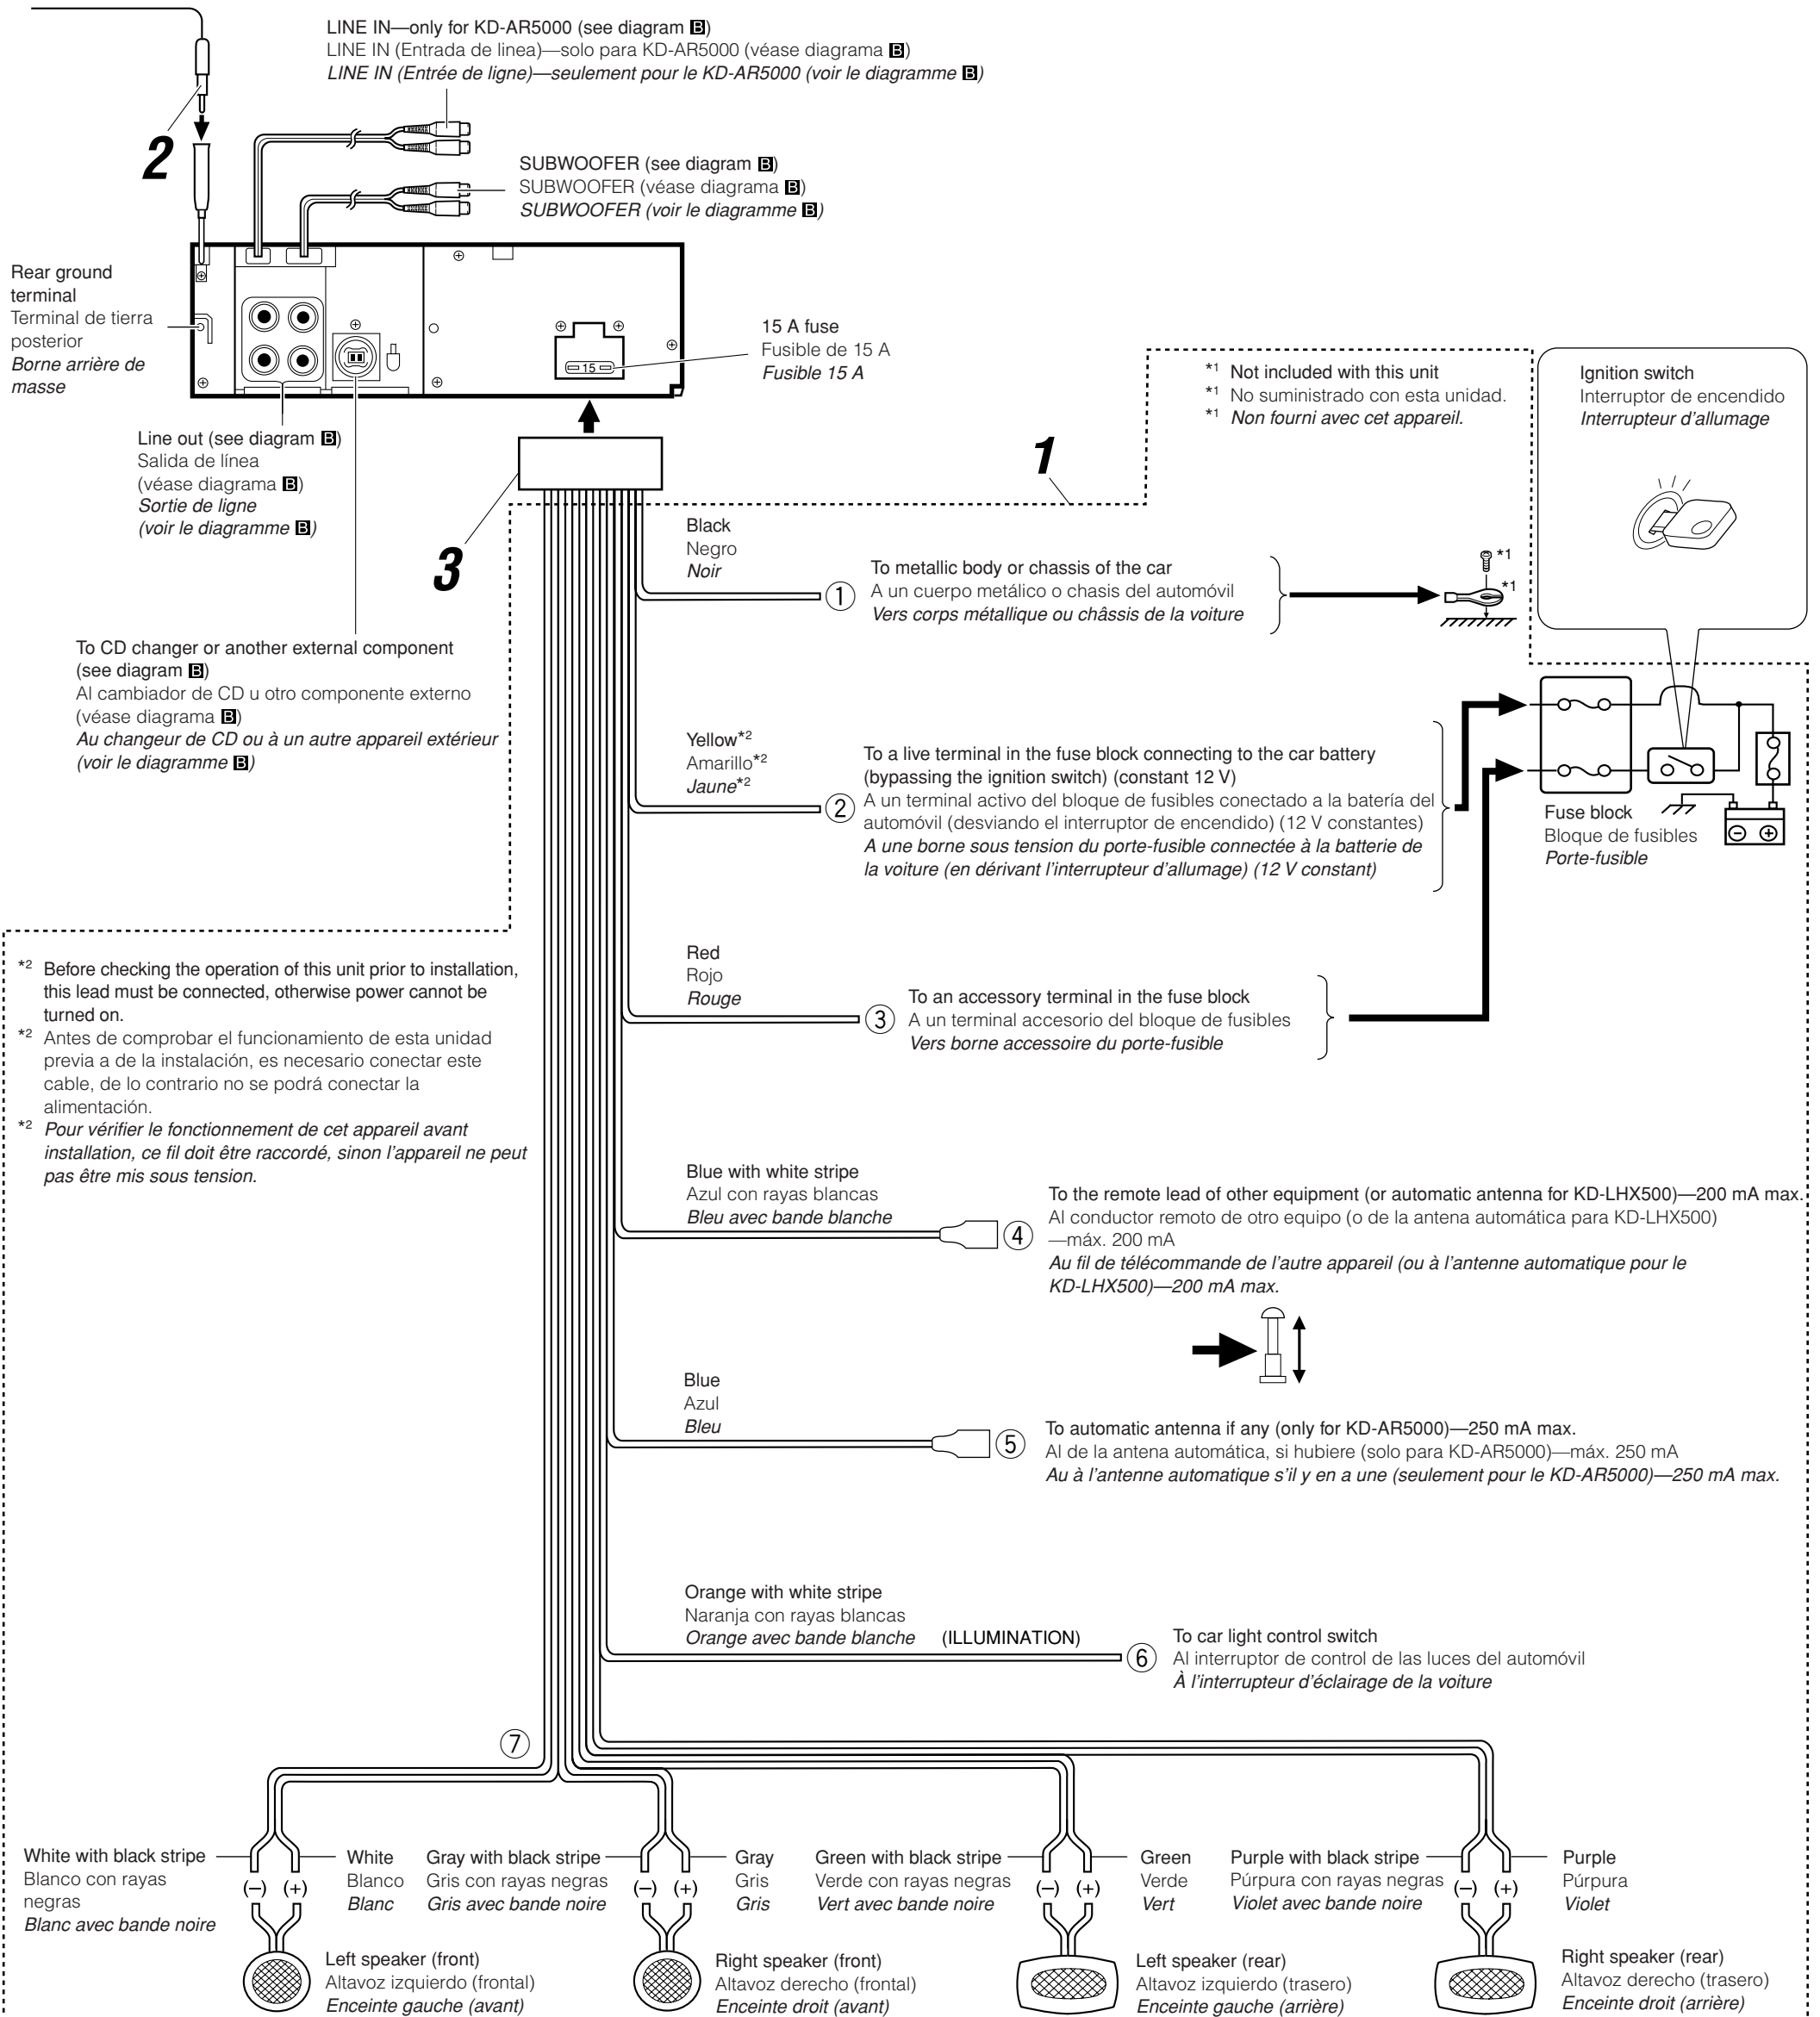 LINE IN—only for KD-AR5000 (see diagram B)
LINE IN (Entrada de linea)—solo para KD-AR5000 (véase diagrama B)
LINE IN (Entrée de ligne)—seulement pour le KD-AR5000 (voir le diagramme B)
2
SUBWOOFER (see diagram B)
SUBWOOFER (véase diagrama B)
SUBWOOFER (voir le diagramme B)
Rear ground
terminal
Terminal de tierra
posterior
Borne arrière de
masse
15
15 A fuse
Fusible de 15 A
Fusible 15 A
*1 Not included with this unit
*1 No suministrado con esta unidad.
*1 Non fourni avec cet appareil.
Ignition switch
Interruptor de encendido
Interrupteur d'allumage
Line out (see diagram B)
Salida de línea
(véase diagrama B)
Sortie de ligne
(voir le diagramme B)
1
3
Black
Negro
Noir
①
To metallic body or chassis of the car
A un cuerpo metálico o chasis del automóvil
Vers corps métallique ou châssis de la voiture
*1
*1
To CD changer or another external component
(see diagram B)
Al cambiador de CD u otro componente externo
(véase diagrama B)
Au changeur de CD ou à un autre appareil extérieur
(voir le diagramme B)
Yellow*2
Amarillo*2
Jaune*2
②
To a live terminal in the fuse block connecting to the car battery
(bypassing the ignition switch) (constant 12 V)
A un terminal activo del bloque de fusibles conectado a la batería del
automóvil (desviando el interruptor de encendido) (12 V constantes)
A une borne sous tension du porte-fusible connectée à la batterie de
la voiture (en dérivant l'interrupteur d'allumage) (12 V constant)
Fuse block
Bloque de fusibles
Porte-fusible
*2 Before checking the operation of this unit prior to installation,
this lead must be connected, otherwise power cannot be
turned on.
*2 Antes de comprobar el funcionamiento de esta unidad
previa a de la instalación, es necesario conectar este
cable, de lo contrario no se podrá conectar la
alimentación.
*2 Pour vérifier le fonctionnement de cet appareil avant
installation, ce fil doit être raccordé, sinon l'appareil ne peut
pas être mis sous tension.
Red
Rojo
Rouge
③
To an accessory terminal in the fuse block
A un terminal accesorio del bloque de fusibles
Vers borne accessoire du porte-fusible
Blue with white stripe
Azul con rayas blancas
Bleu avec bande blanche
④
To the remote lead of other equipment (or automatic antenna for KD-LHX500)—200 mA max.
Al conductor remoto de otro equipo (o de la antena automática para KD-LHX500)
—máx. 200 mA
Au fil de télécommande de l'autre appareil (ou à l'antenne automatique pour le
KD-LHX500)—200 mA max.
Blue
Azul
Bleu
⑤
To automatic antenna if any (only for KD-AR5000)—250 mA max.
Al de la antena automática, si hubiere (solo para KD-AR5000)—máx. 250 mA
Au à l'antenne automatique s'il y en a une (seulement pour le KD-AR5000)—250 mA max.
Orange with white stripe
Naranja con rayas blancas
Orange avec bande blanche (ILLUMINATION)
⑥
To car light control switch
Al interruptor de control de las luces del automóvil
À l'interrupteur d'éclairage de la voiture
⑦
White with black stripe
Blanco con rayas
negras
Blanc avec bande noire
(–) (+)
White
Blanco
Blanc
Gray with black stripe
Gris con rayas negras
Gris avec bande noire
(–) (+)
Gray
Gris
Gris
Green with black stripe
Verde con rayas negras
Vert avec bande noire
(–) (+)
Green
Verde
Vert
Purple with black stripe
Púrpura con rayas negras
Violet avec bande noire
(–) (+)
Purple
Púrpura
Violet
Left speaker (front)
Altavoz izquierdo (frontal)
Enceinte gauche (avant)
Right speaker (front)
Altavoz derecho (frontal)
Enceinte droit (avant)
Left speaker (rear)
Altavoz izquierdo (trasero)
Enceinte gauche (arrière)
Right speaker (rear)
Altavoz derecho (trasero)
Enceinte droit (arrière)